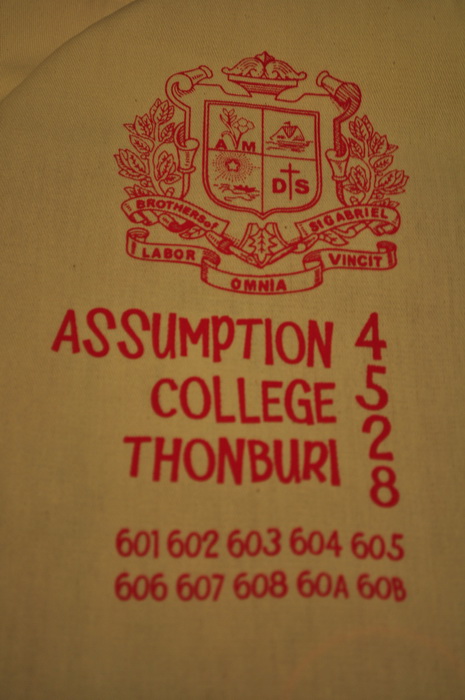 A M
D S
BROTHERS of ST GABRIEL
LABOR OMNIA VINCIT
ASSUMPTION 4
COLLEGE 5
THONBURI 2
8
601 602 603 604 605
606 607 608 60A 60B